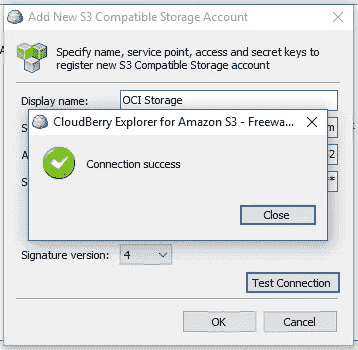 Add New S3 Compatible Storage Account
Specify name, service point, access and secret keys to
register new S3 Compatible Storage account
Display name: OCI Storage
CloudBerry Explorer for Amazon S3 - Freewa...
Connection success
Close
Signature version: 4
Test Connection
OK Cancel